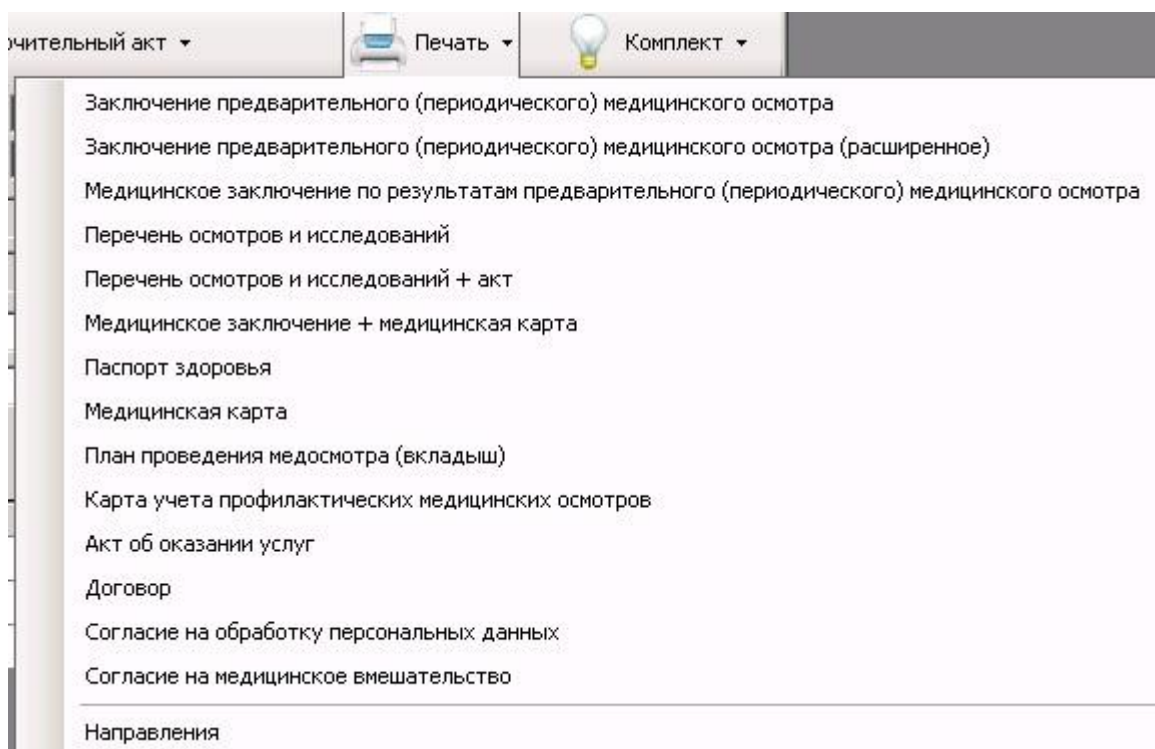 акт Печать Комплект
Заключение предварительного (периодического) медицинского осмотра
Заключение предварительного (периодического) медицинского осмотра (расширенное)
Медицинское заключение по результатам предварительного (периодического) медицинского осмотра
Перечень осмотров и исследований
Перечень осмотров и исследований + акт
Медицинское заключение + медицинская карта
Паспорт здоровья
Медицинская карта
План проведения медосмотра (вкладыш)
Карта учета профилактических медицинских осмотров
Акт об оказании услуг
Договор
Согласие на обработку персональных данных
Согласие на медицинское вмешательство
Направления